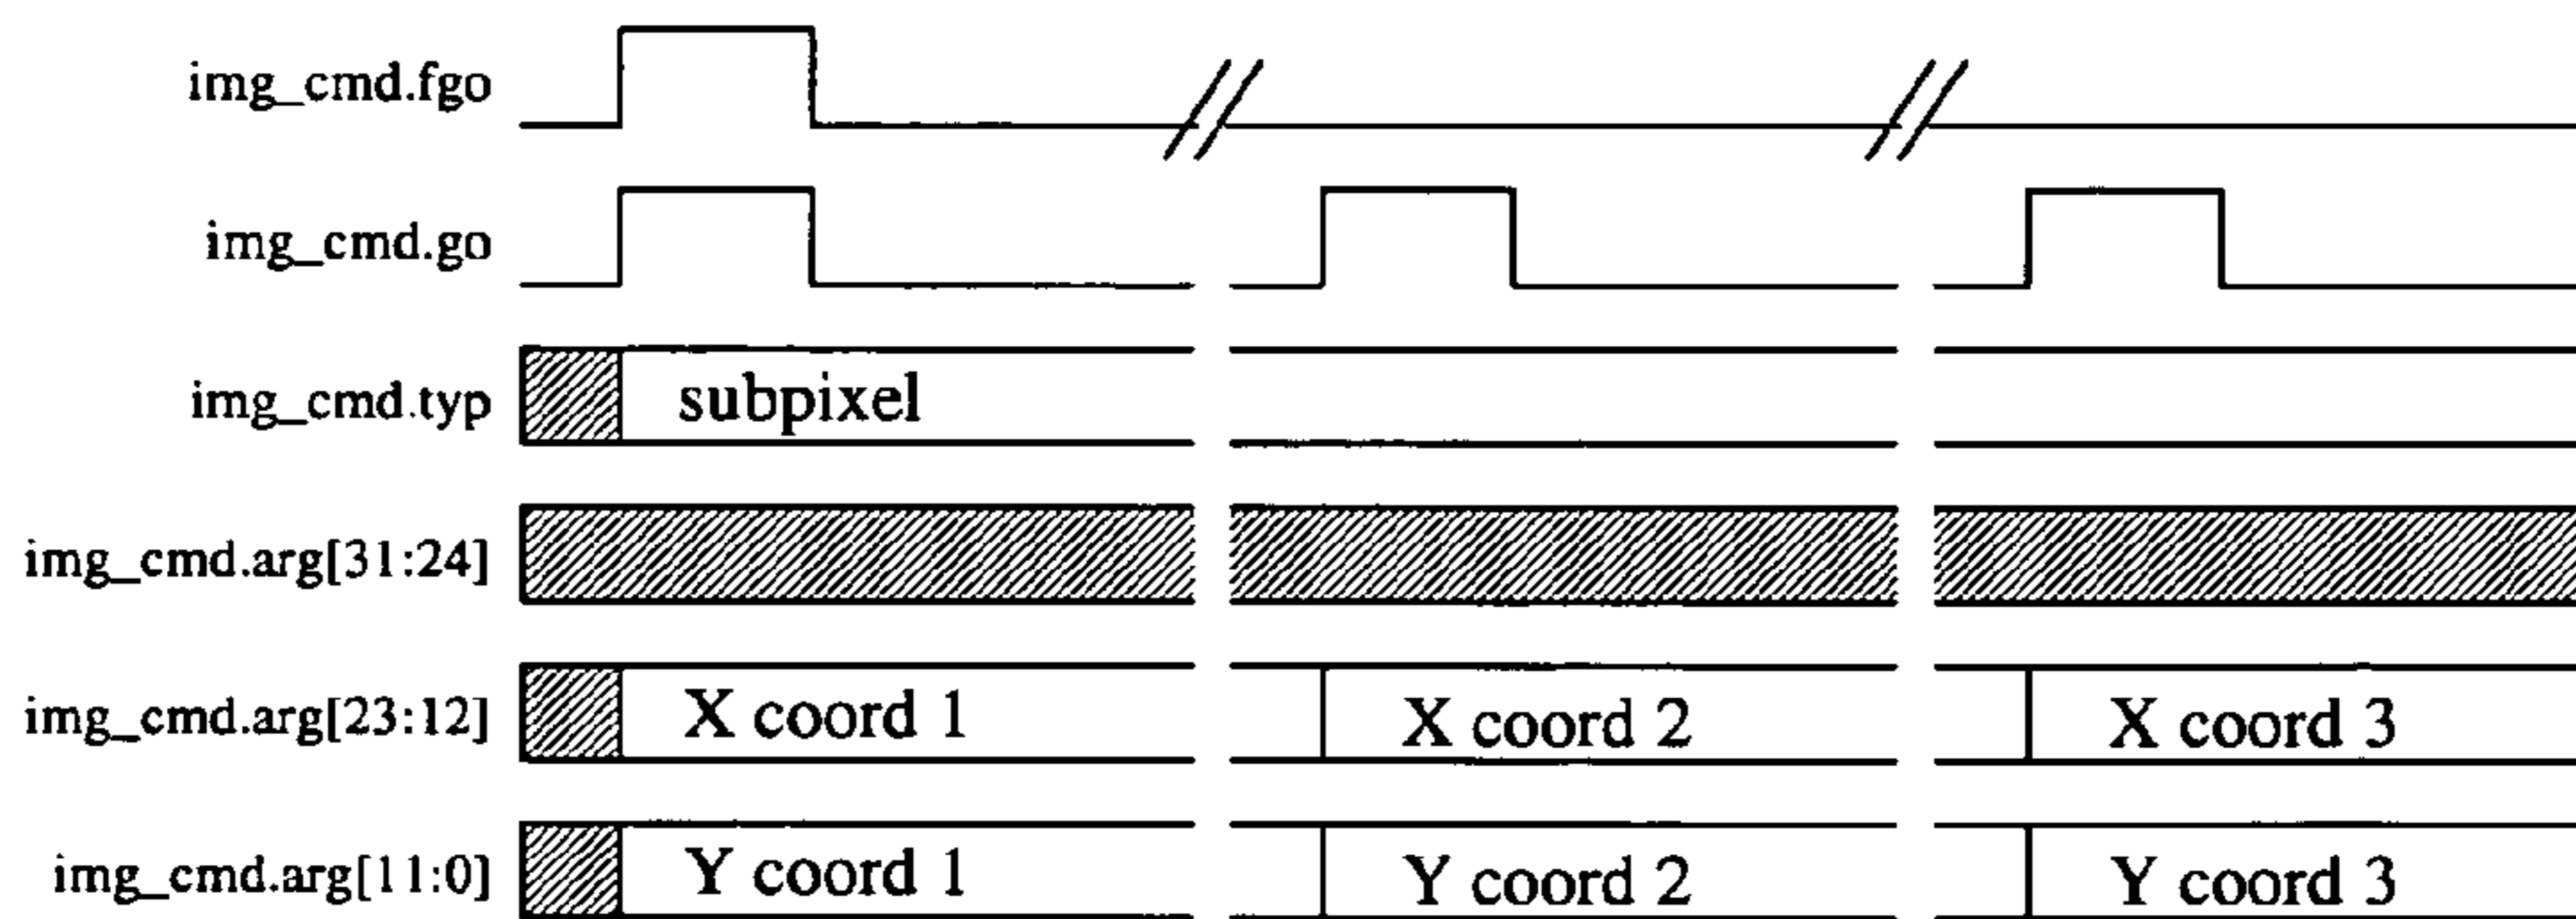 img_cmd.fgo
img_cmd.go
img_cmd.typ subpixel
img_cmd.arg[31:24]
img_cmd.arg[23:12] X coord 1 X coord 2 X coord 3
img_cmd.arg[11:0] Y coord 1 Y coord 2 Y coord 3